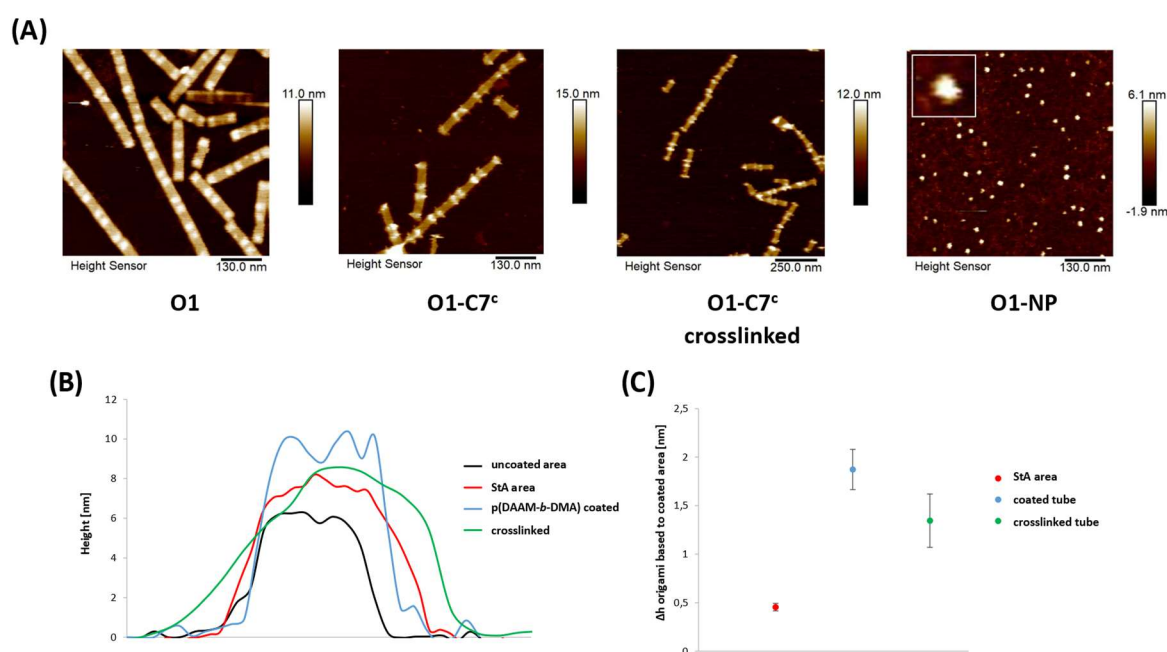 (A)
11.0 nm
Height Sensor
130.0 nm
O1
15.0 nm
Height Sensor
130.0 nm
O1-C7ᶜ
12.0 nm
Height Sensor
250.0 nm
O1-C7ᶜ
crosslinked
6.1 nm
-1.9 nm
Height Sensor
130.0 nm
O1-NP
(B)
Height [nm]
12
10
8
6
4
2
0
uncoated area
StA area
p(DAAM-b-DMA) coated
crosslinked
(C)
Δh origami based to coated area [nm]
2,5
2
1,5
1
0,5
0
StA area
coated tube
crosslinked tube